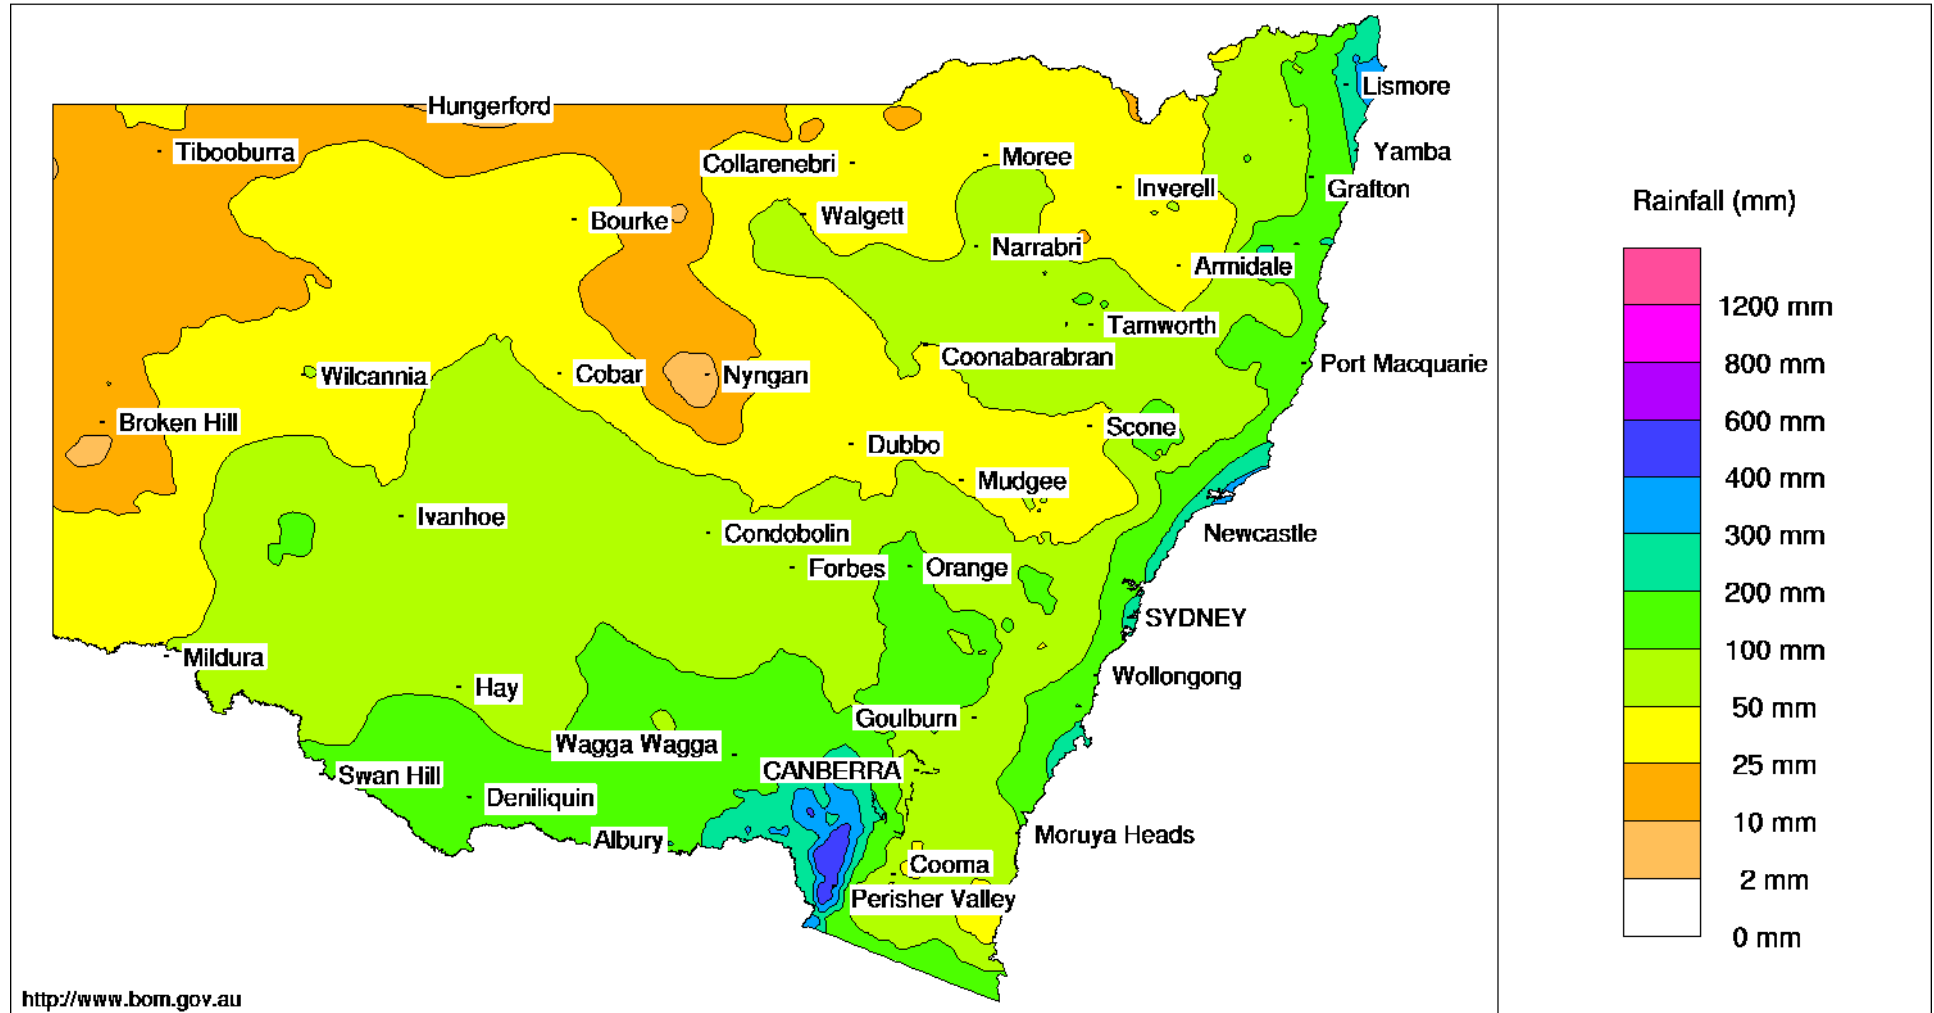 Hungerford
Lismore
Tibooburra
Collarenebri
Moree
Yamba
Inverell
Grafton
Bourke
Walgett
Narrabri
Armidale
Tamworth
Coonabarabran
Port Macquarie
Wilcannia
Cobar
Nyngan
Broken Hill
Scone
Dubbo
Mudgee
Ivanhoe
Condobolin
Newcastle
Forbes
Orange
SYDNEY
Mildura
Hay
Wollongong
Goulburn
Wagga Wagga
CANBERRA
Swan Hill
Deniliquin
Albury
Moruya Heads
Cooma
Perisher Valley
http://www.bom.gov.au
Rainfall (mm)
1200 mm
800 mm
600 mm
400 mm
300 mm
200 mm
100 mm
50 mm
25 mm
10 mm
2 mm
0 mm